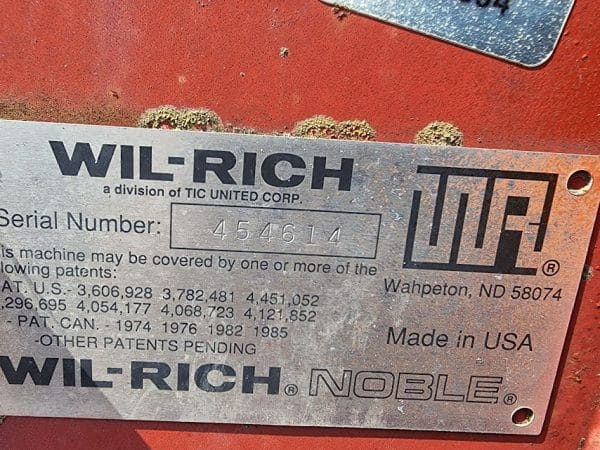 WIL-RICH
a division of TIC UNITED CORP.
Serial Number: 454614
is machine may be covered by one or more of the
lowing patents:
AT. U.S.- 3,606,928 3,782,481 4,451,052
,296,695 4,054,177 4,068,723 4,121,852
- PAT. CAN. - 1974 1976 1982 1985
-OTHER PATENTS PENDING
WR®
Wahpeton, ND 58074
Made in USA
WIL-RICH® NOBLE®